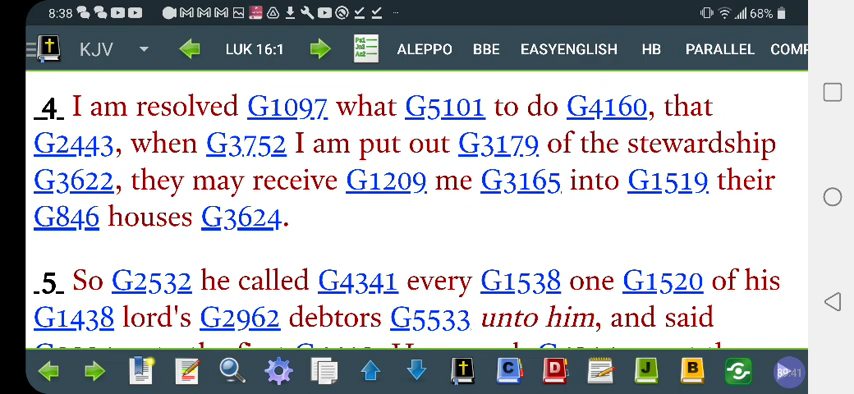 8:38 68%
KJV LUK 16:1 ALEPPO BBE EASYENGLISH HB PARALLEL
4 I am resolved G1097 what G5101 to do G4160, that
G2443, when G3752 I am put out G3179 of the stewardship
G3622, they may receive G1209 me G3165 into G1519 their
G846 houses G3624.
5 So G2532 he called G4341 every G1538 one G1520 of his
G1438 lord's G2962 debtors G5533 unto him, and said
C D J B